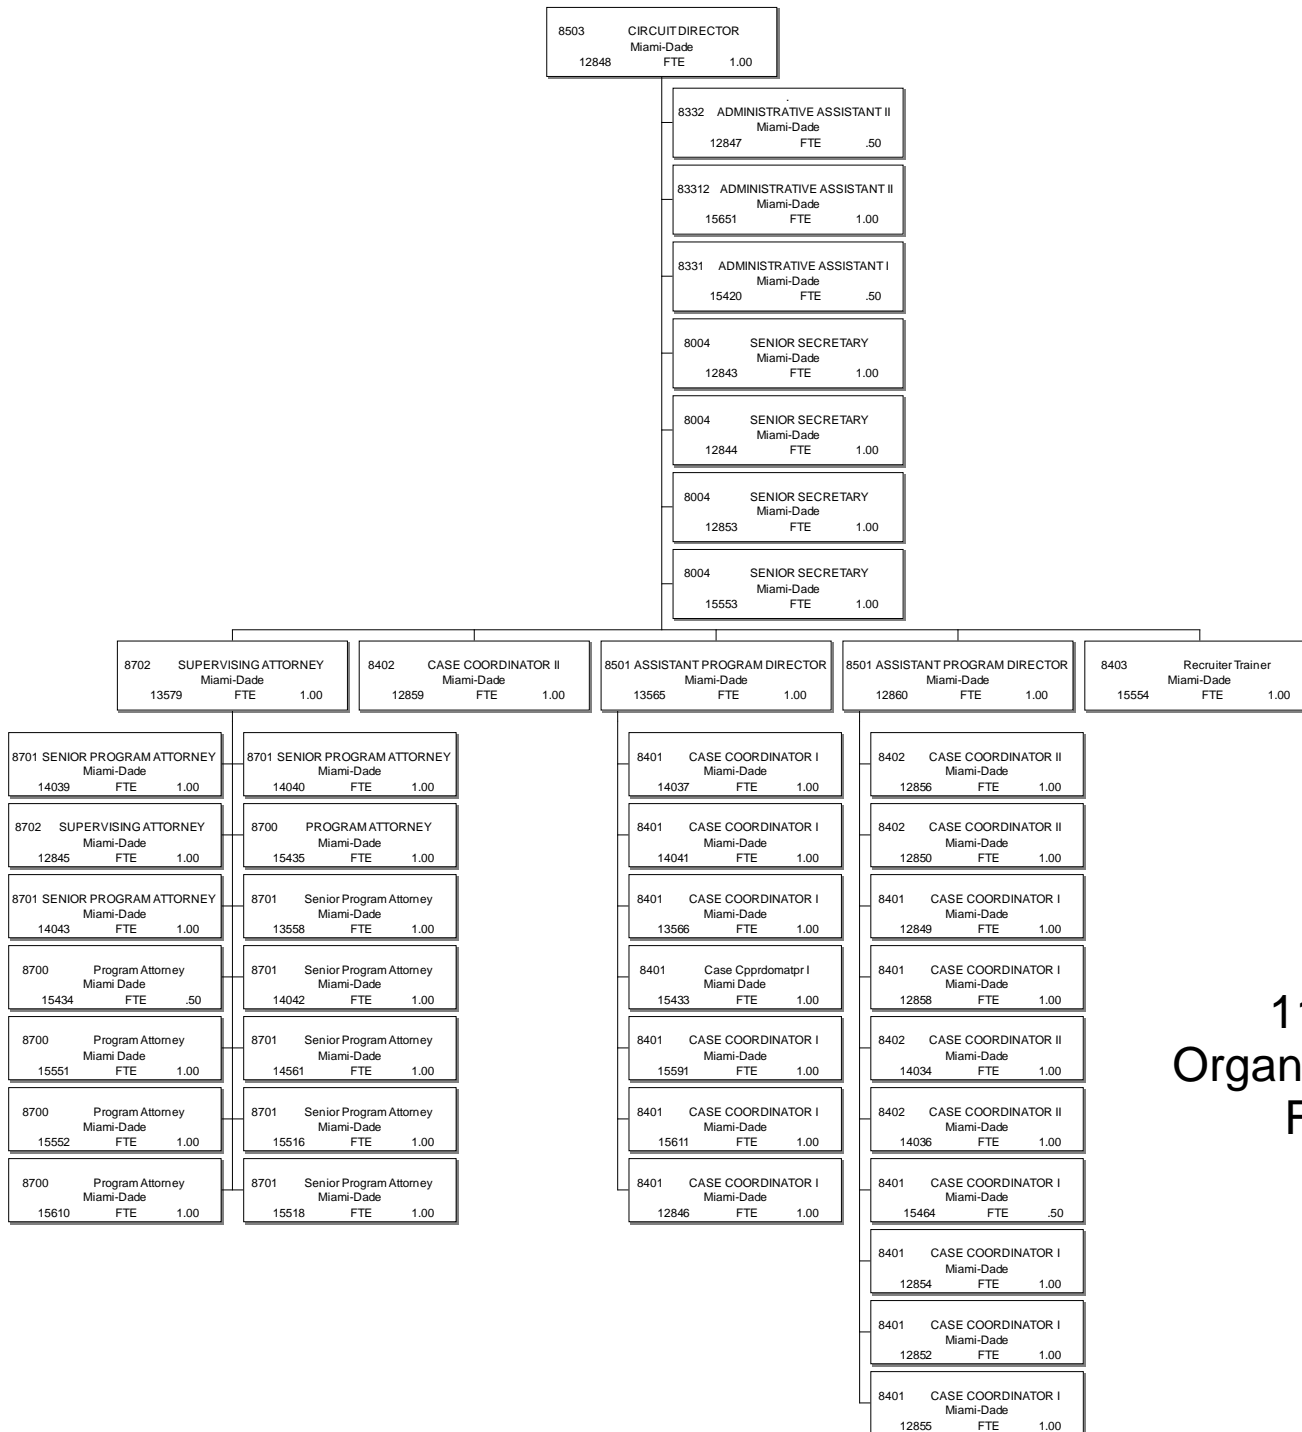 8503 CIRCUIT DIRECTOR
Miami-Dade
12848 FTE 1.00
.
8332 ADMINISTRATIVE ASSISTANT II
Miami-Dade
12847 FTE .50
83312 ADMINISTRATIVE ASSISTANT II
Miami-Dade
15651 FTE 1.00
8331 ADMINISTRATIVE ASSISTANT I
Miami-Dade
15420 FTE .50
8004 SENIOR SECRETARY
Miami-Dade
12843 FTE 1.00
8004 SENIOR SECRETARY
Miami-Dade
12844 FTE 1.00
8004 SENIOR SECRETARY
Miami-Dade
12853 FTE 1.00
8004 SENIOR SECRETARY
Miami-Dade
15553 FTE 1.00
8702 SUPERVISING ATTORNEY
Miami-Dade
13579 FTE 1.00
8402 CASE COORDINATOR II
Miami-Dade
12859 FTE 1.00
8501 ASSISTANT PROGRAM DIRECTOR
Miami-Dade
13565 FTE 1.00
8501 ASSISTANT PROGRAM DIRECTOR
Miami-Dade
12860 FTE 1.00
8403 Recruiter Trainer
Miami-Dade
15554 FTE 1.00
8701 SENIOR PROGRAM ATTORNEY
Miami-Dade
14039 FTE 1.00
8702 SUPERVISING ATTORNEY
Miami-Dade
12845 FTE 1.00
8701 SENIOR PROGRAM ATTORNEY
Miami-Dade
14043 FTE 1.00
8700 Program Attorney
Miami Dade
15434 FTE .50
8700 Program Attorney
Miami Dade
15551 FTE 1.00
8700 Program Attorney
Miami-Dade
15552 FTE 1.00
8700 Program Attorney
Miami-Dade
15610 FTE 1.00
8701 SENIOR PROGRAM ATTORNEY
Miami-Dade
14040 FTE 1.00
8700 PROGRAM ATTORNEY
Miami-Dade
15435 FTE 1.00
8701 Senior Program Attorney
Miami-Dade
13558 FTE 1.00
8701 Senior Program Attorney
Miami-Dade
14042 FTE 1.00
8701 Senior Program Attorney
Miami-Dade
14561 FTE 1.00
8701 Senior Program Attorney
Miami-Dade
15516 FTE 1.00
8701 Senior Program Attorney
Miami-Dade
15518 FTE 1.00
8401 CASE COORDINATOR I
Miami-Dade
14037 FTE 1.00
8401 CASE COORDINATOR I
Miami-Dade
14041 FTE 1.00
8401 CASE COORDINATOR I
Miami-Dade
13566 FTE 1.00
8401 Case Cpprdomatpr I
Miami Dade
15433 FTE 1.00
8401 CASE COORDINATOR I
Miami-Dade
15591 FTE 1.00
8401 CASE COORDINATOR I
Miami-Dade
15611 FTE 1.00
8401 CASE COORDINATOR I
Miami-Dade
12846 FTE 1.00
8402 CASE COORDINATOR II
Miami-Dade
12856 FTE 1.00
8402 CASE COORDINATOR II
Miami-Dade
12850 FTE 1.00
8401 CASE COORDINATOR I
Miami-Dade
12849 FTE 1.00
8401 CASE COORDINATOR I
Miami-Dade
12858 FTE 1.00
8402 CASE COORDINATOR II
Miami-Dade
14034 FTE 1.00
8402 CASE COORDINATOR II
Miami-Dade
14036 FTE 1.00
8401 CASE COORDINATOR I
Miami-Dade
15464 FTE .50
8401 CASE COORDINATOR I
Miami-Dade
12854 FTE 1.00
8401 CASE COORDINATOR I
Miami-Dade
12852 FTE 1.00
8401 CASE COORDINATOR I
Miami-Dade
12855 FTE 1.00
Organ